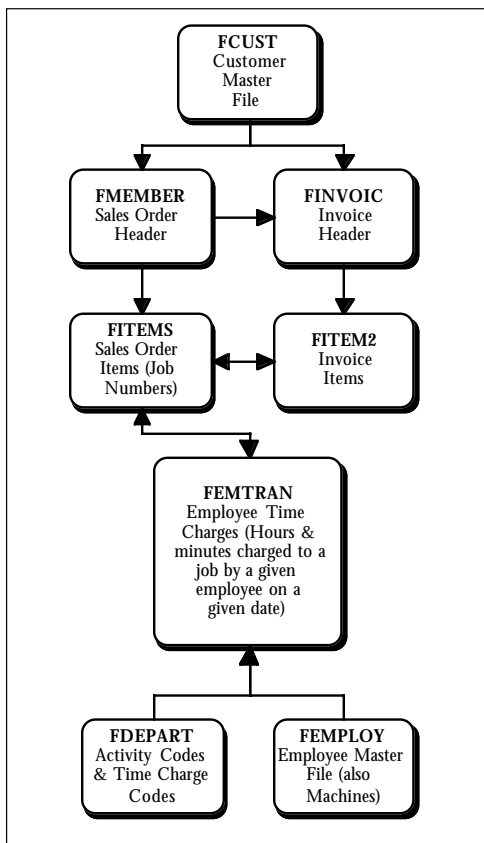 FCUST
Customer
Master
File
FMEMBER
Sales Order
Header
FINVOIC
Invoice
Header
FITEMS
Sales Order
Items (Job
Numbers)
FITEM2
Invoice
Items
FEMTRAN
Employee Time
Charges (Hours &
minutes charged to a
job by a given
employee on a
given date)
FDEPART
Activity Codes
& Time Charge
Codes
FEMPLOY
Employee Master
File (also
Machines)